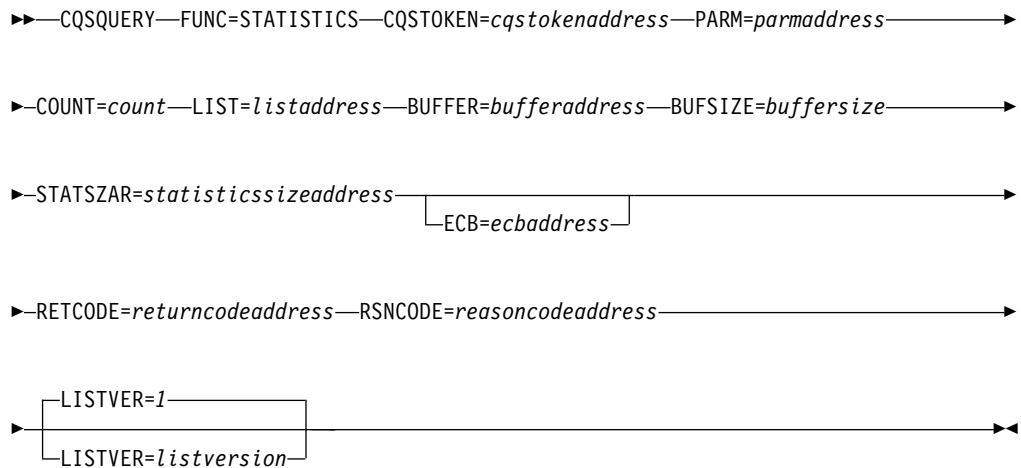 CQSQUERY FUNC=STATISTICS CQSTOKEN=cqstokenaddress PARM=parmaddress
COUNT=count LIST=listaddress BUFFER=bufferaddress BUFSIZE=buffersize
STATSZAR=statisticssizeaddress
ECB=ecbaddress
RETCODE=returncodeaddress RSNCODE=reasoncodeaddress
LISTVER=1
LISTVER=listversion